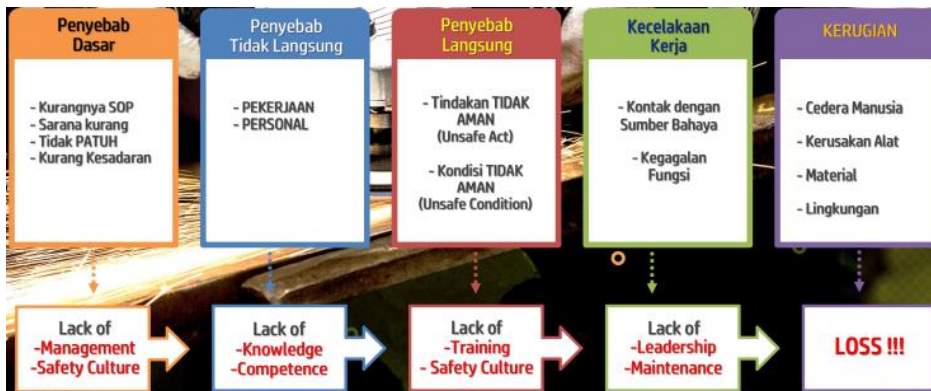 Penyebab
Dasar
- Kurangnya SOP
- Sarana kurang
- Tidak PATUH
- Kurang Kesadaran
Penyebab
Tidak Langsung
- PEKERJAAN
- PERSONAL
Penyebab
Langsung
- Tindakan TIDAK
AMAN
(Unsafe Act)
- Kondisi TIDAK
AMAN
(Unsafe Condition)
Kecelakaan
Kerja
- Kontak dengan
Sumber Bahaya
- Kegagalan
Fungsi
KERUGIAN
- Cedera Manusia
- Kerusakan Alat
- Material
- Lingkungan
Lack of
-Management
-Safety Culture
Lack of
-Knowledge
-Competence
Lack of
-Training
- Safety Culture
Lack of
-Leadership
-Maintenance
LOSS !!!